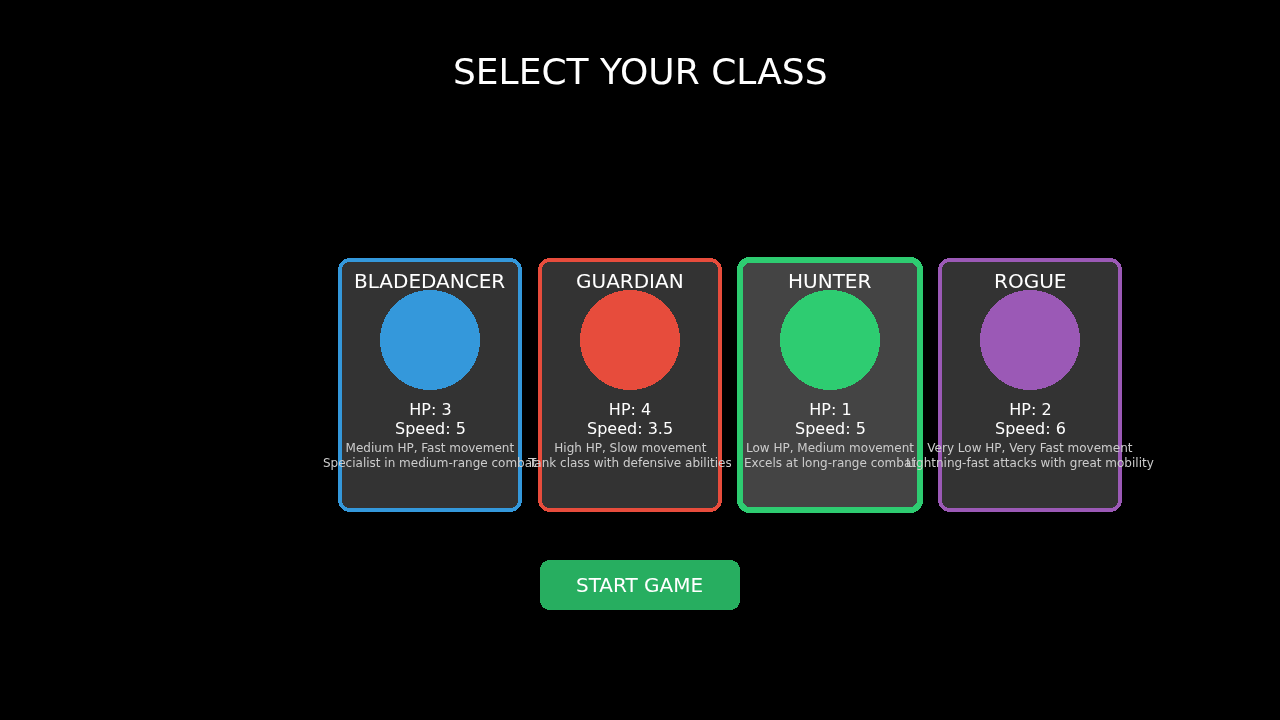 SELECT YOUR CLASS
BLADEDANCER
HP: 3
Speed: 5
Medium HP, Fast movement
Specialist in medium-range combat
GUARDIAN
HP: 4
Speed: 3.5
High HP, Slow movement
Tank class with defensive abilities
HUNTER
HP: 1
Speed: 5
Low HP, Medium movement
Excels at long-range combat
ROGUE
HP: 2
Speed: 6
Very Low HP, Very Fast movement
Lightning-fast attacks with great mobility
START GAME